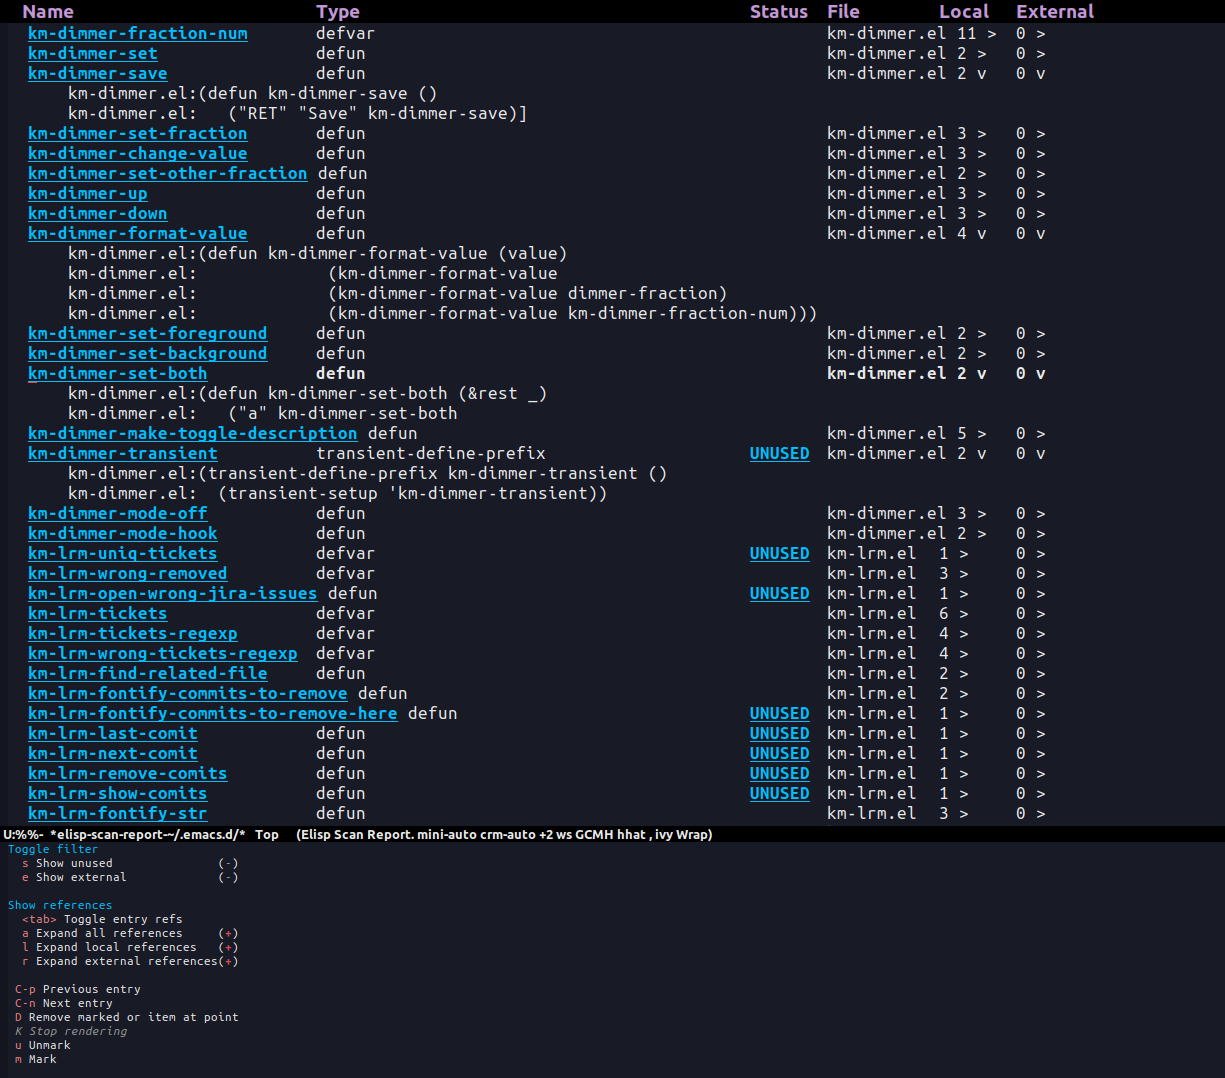 Name Type Status File Local External
km-dimmer-fraction-num defvar km-dimmer.el 11 > 0 >
km-dimmer-set defun km-dimmer.el 2 > 0 >
km-dimmer-save defun km-dimmer.el 2 v 0 v
km-dimmer.el:(defun km-dimmer-save ()
km-dimmer.el:   ("RET" "Save" km-dimmer-save)]
km-dimmer-set-fraction defun km-dimmer.el 3 > 0 >
km-dimmer-change-value defun km-dimmer.el 3 > 0 >
km-dimmer-set-other-fraction defun km-dimmer.el 2 > 0 >
km-dimmer-up defun km-dimmer.el 3 > 0 >
km-dimmer-down defun km-dimmer.el 3 > 0 >
km-dimmer-format-value defun km-dimmer.el 4 v 0 v
km-dimmer.el:(defun km-dimmer-format-value (value)
km-dimmer.el:             (km-dimmer-format-value
km-dimmer.el:             (km-dimmer-format-value dimmer-fraction)
km-dimmer.el:             (km-dimmer-format-value km-dimmer-fraction-num)))
km-dimmer-set-foreground defun km-dimmer.el 2 > 0 >
km-dimmer-set-background defun km-dimmer.el 2 > 0 >
km-dimmer-set-both defun km-dimmer.el 2 v 0 v
km-dimmer.el:(defun km-dimmer-set-both (&rest _)
km-dimmer.el:   ("a" km-dimmer-set-both
km-dimmer-make-toggle-description defun km-dimmer.el 5 > 0 >
km-dimmer-transient transient-define-prefix UNUSED km-dimmer.el 2 v 0 v
km-dimmer.el:(transient-define-prefix km-dimmer-transient ()
km-dimmer.el:  (transient-setup 'km-dimmer-transient))
km-dimmer-mode-off defun km-dimmer.el 3 > 0 >
km-dimmer-mode-hook defun km-dimmer.el 2 > 0 >
km-lrm-uniq-tickets defvar UNUSED km-lrm.el 1 > 0 >
km-lrm-wrong-removed defvar km-lrm.el 3 > 0 >
km-lrm-open-wrong-jira-issues defun UNUSED km-lrm.el 1 > 0 >
km-lrm-tickets defvar km-lrm.el 6 > 0 >
km-lrm-tickets-regexp defvar km-lrm.el 4 > 0 >
km-lrm-wrong-tickets-regexp defvar km-lrm.el 4 > 0 >
km-lrm-find-related-file defun km-lrm.el 2 > 0 >
km-lrm-fontify-commits-to-remove defun km-lrm.el 2 > 0 >
km-lrm-fontify-commits-to-remove-here defun UNUSED km-lrm.el 1 > 0 >
km-lrm-last-comit defun UNUSED km-lrm.el 1 > 0 >
km-lrm-next-comit defun UNUSED km-lrm.el 1 > 0 >
km-lrm-remove-comits defun UNUSED km-lrm.el 1 > 0 >
km-lrm-show-comits defun UNUSED km-lrm.el 1 > 0 >
km-lrm-fontify-str defun km-lrm.el 3 > 0 >
U:%%- *elisp-scan-report-~/.emacs.d/* Top (Elisp Scan Report. mini-auto crm-auto +2 ws GCMH hhat , ivy Wrap)
Toggle filter
s Show unused (-)
e Show external (-)
Show references
<tab> Toggle entry refs
a Expand all references (+)
l Expand local references (+)
r Expand external references(+)
C-p Previous entry
C-n Next entry
D Remove marked or item at point
K Stop rendering
u Unmark
m Mark